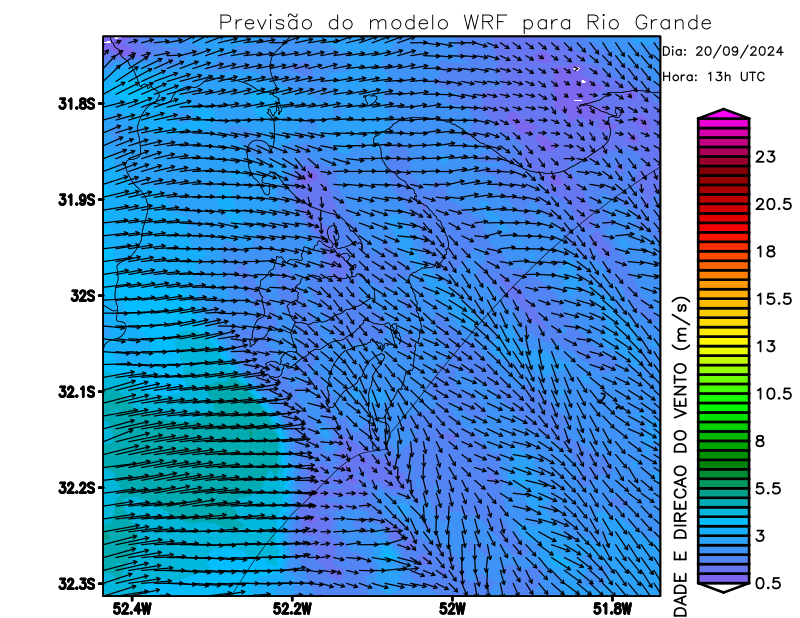 Previsão do modelo WRF para Rio Grande
Dia: 20/09/2024
Hora: 13h UTC
31.8S
31.9S
32S
32.1S
32.2S
32.3S
52.4W
52.2W
52W
51.8W
23
20.5
18
15.5
13
10.5
8
5.5
3
0.5
DADE E DIRECAO DO VENTO (m/s)